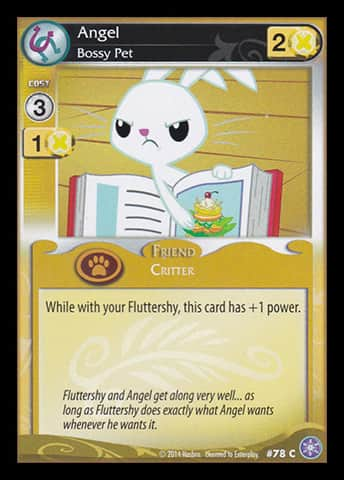 Angel
Bossy Pet
2
COST
3
1
FRIEND
CRITTER
While with your Fluttershy, this card has +1 power.
Fluttershy and Angel get along very well... as
long as Fluttershy does exactly what Angel wants
whenever he wants it.
© 2014 Hasbro. Licensed to Enterplay. #78 C